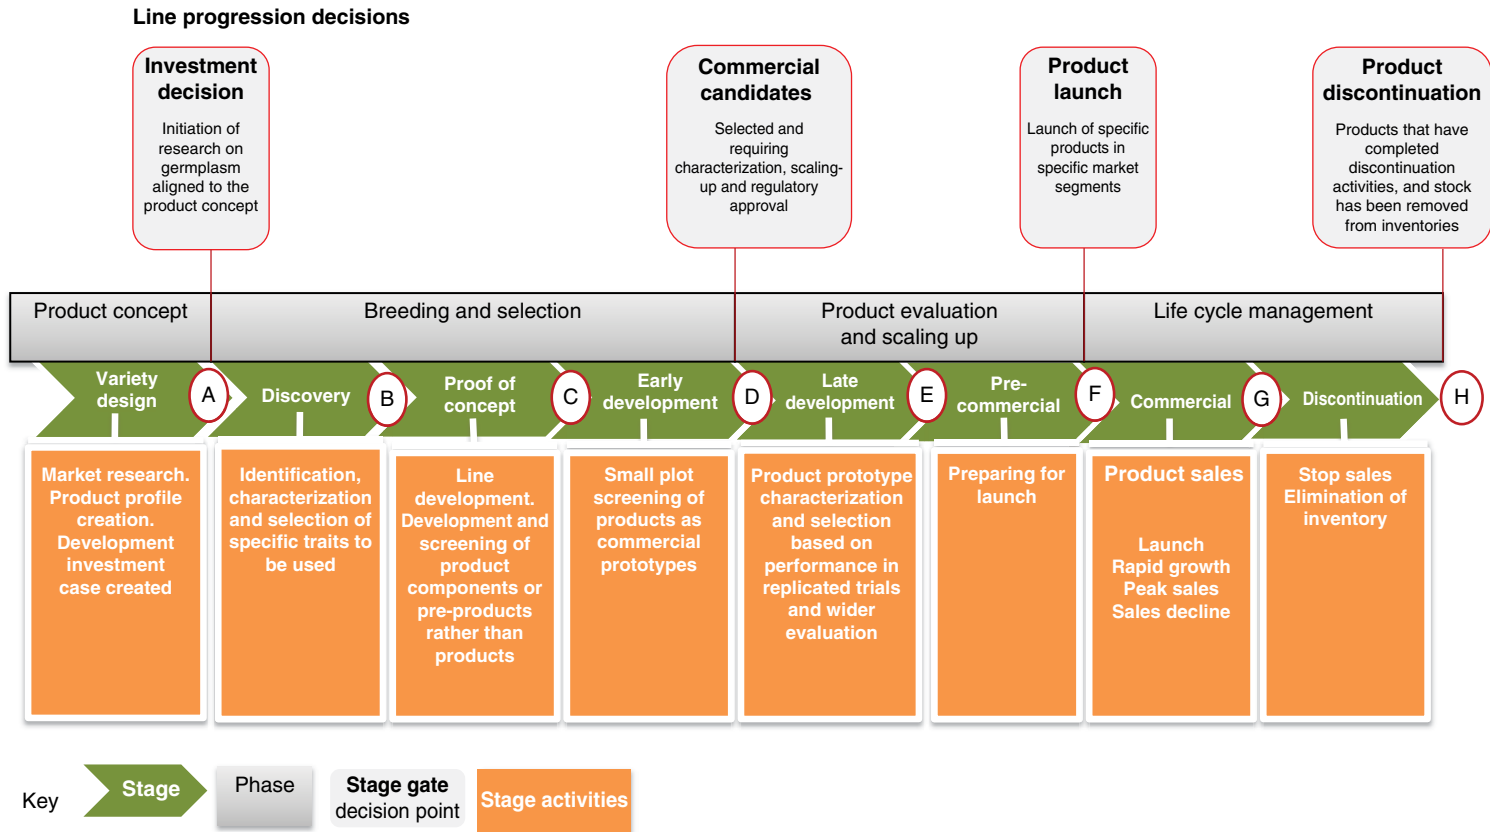 Line progression decisions
Investment
decision
Initiation of
research on
germplasm
aligned to the
product concept
Commercial
candidates
Selected and
requiring
characterization, scaling-
up and regulatory
approval
Product
launch
Launch of specific
products in
specific market
segments
Product
discontinuation
Products that have
completed
discontinuation
activities, and stock
has been removed
from inventories
Product concept
Breeding and selection
Product evaluation
and scaling up
Life cycle management
Variety
design
A
Discovery
B
Proof of
concept
C
Early
development
D
Late
development
E
Pre-
commercial
F
Commercial
G
Discontinuation
H
Market research.
Product profile
creation.
Development
investment
case created
Identification,
characterization
and selection of
specific traits to
be used
Line
development.
Development and
screening of
product
components or
pre-products
rather than
products
Small plot
screening of
products as
commercial
prototypes
Product prototype
characterization
and selection
based on
performance in
replicated trials
and wider
evaluation
Preparing for
launch
Product sales
Launch
Rapid growth
Peak sales
Sales decline
Stop sales
Elimination of
inventory
Key
Stage
Phase
Stage gate
decision point
Stage activities